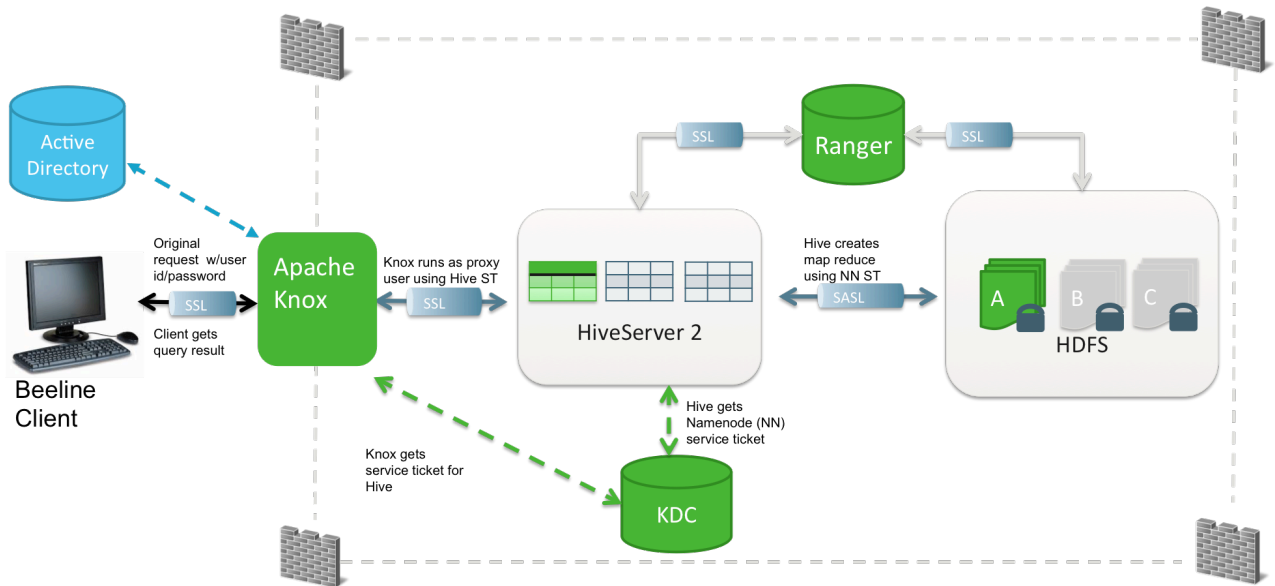 Active
Directory
Original
request w/user
id/password
SSL
Client gets
query result
Beeline
Client
Apache
Knox
Knox runs as proxy
user using Hive ST
SSL
SSL
Ranger
SSL
HiveServer 2
Hive creates
map reduce
using NN ST
SASL
A
B
C
HDFS
Hive gets
Namenode (NN)
service ticket
Knox gets
service ticket for
Hive
KDC